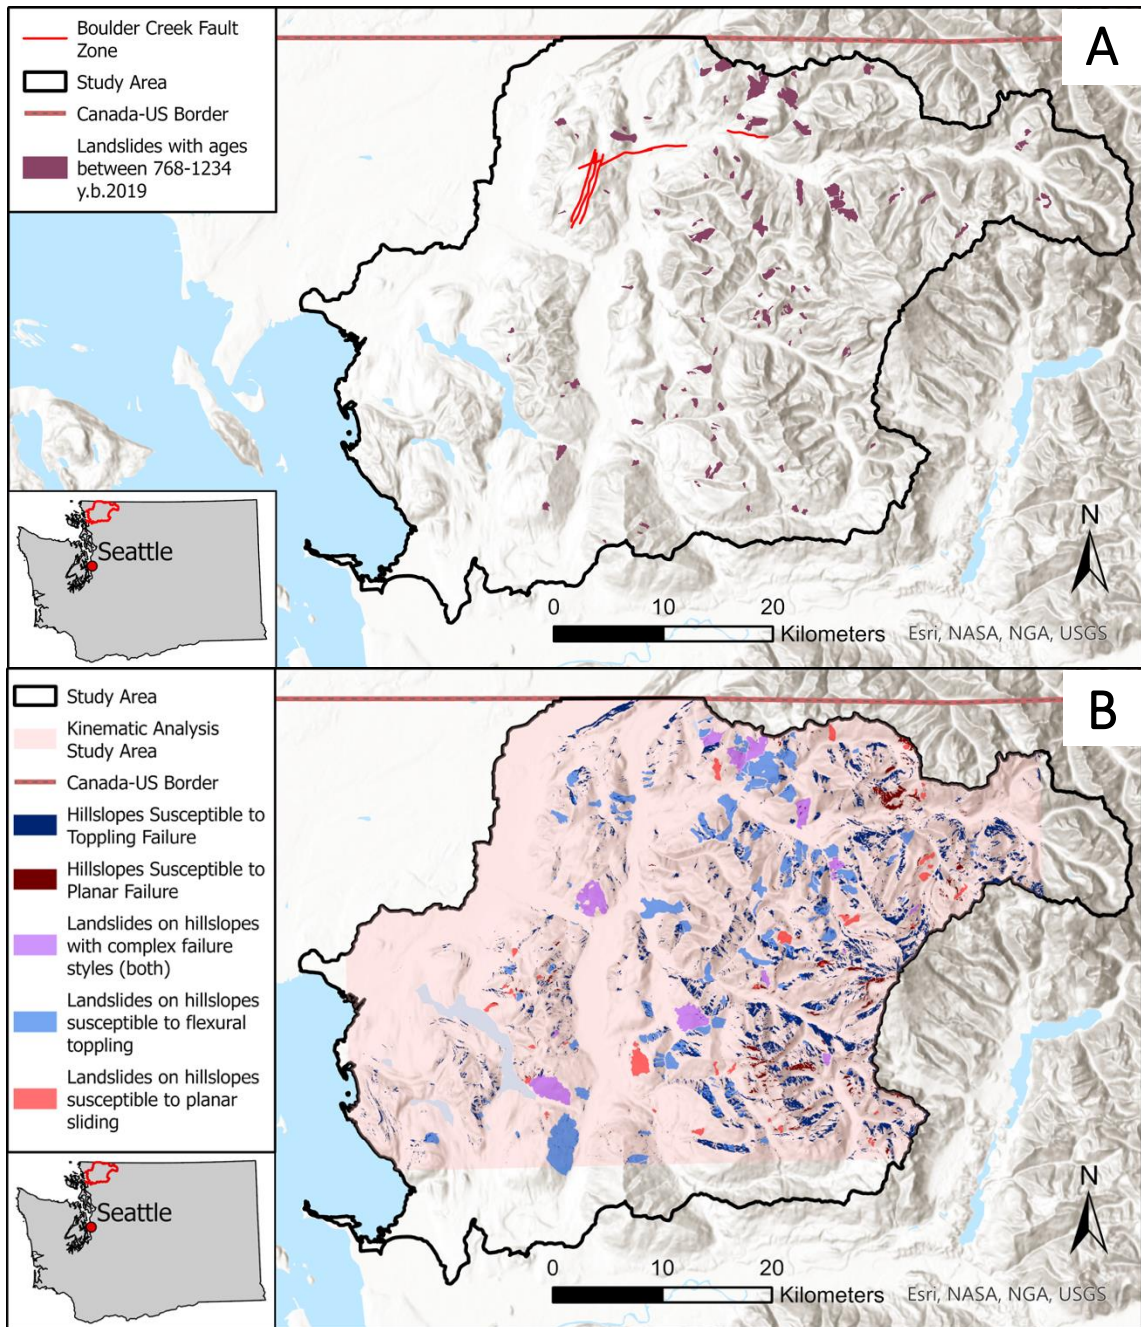 A
Boulder Creek Fault
Zone
Study Area
Canada-US Border
Landslides with ages
between 768-1234
y.b.2019
Seattle
N
0 10 20
Kilometers
Esri, NASA, NGA, USGS
B
Study Area
Kinematic Analysis
Study Area
Canada-US Border
Hillslopes Susceptible to
Toppling Failure
Hillslopes Susceptible to
Planar Failure
Landslides on hillslopes
with complex failure
styles (both)
Landslides on hillslopes
susceptible to flexural
toppling
Landslides on hillslopes
susceptible to planar
sliding
Seattle
N
0 10 20
Kilometers
Esri, NASA, NGA, USGS